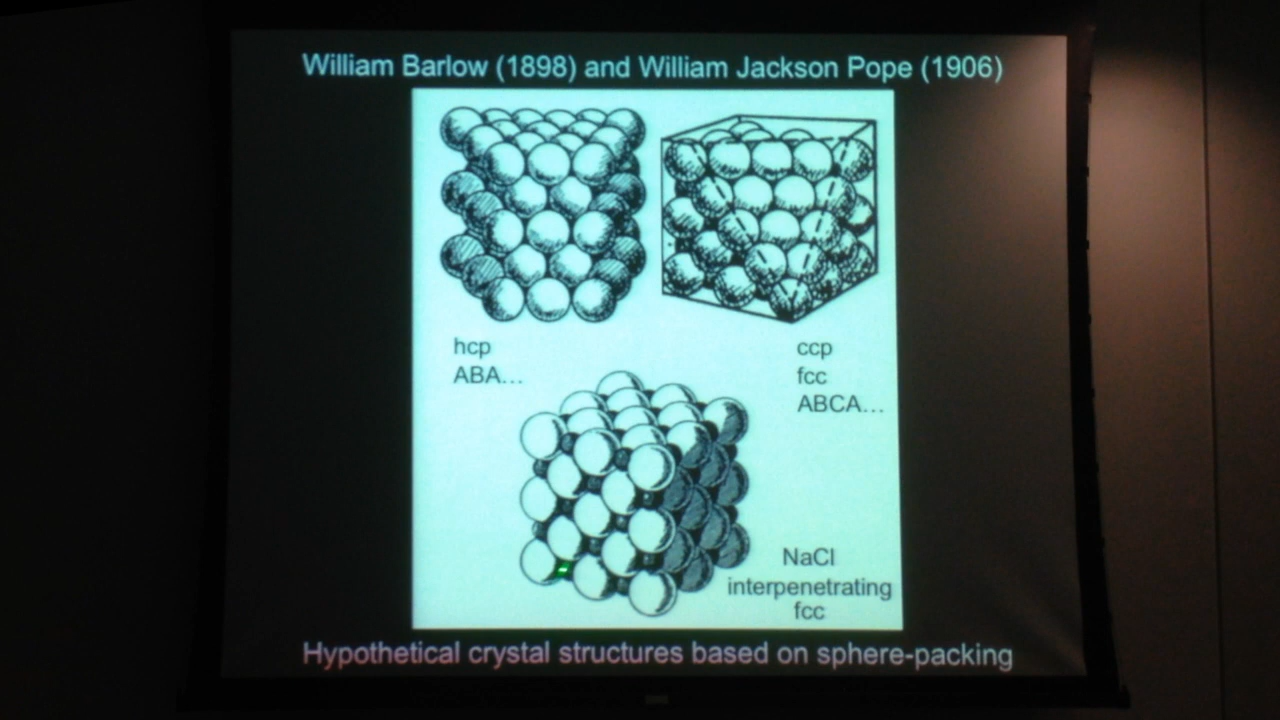 William Barlow (1898) and William Jackson Pope (1906)
hcp
ABA...
ccp
fcc
ABCA...
NaCl
interpenetrating
fcc
Hypothetical crystal structures based on sphere-packing